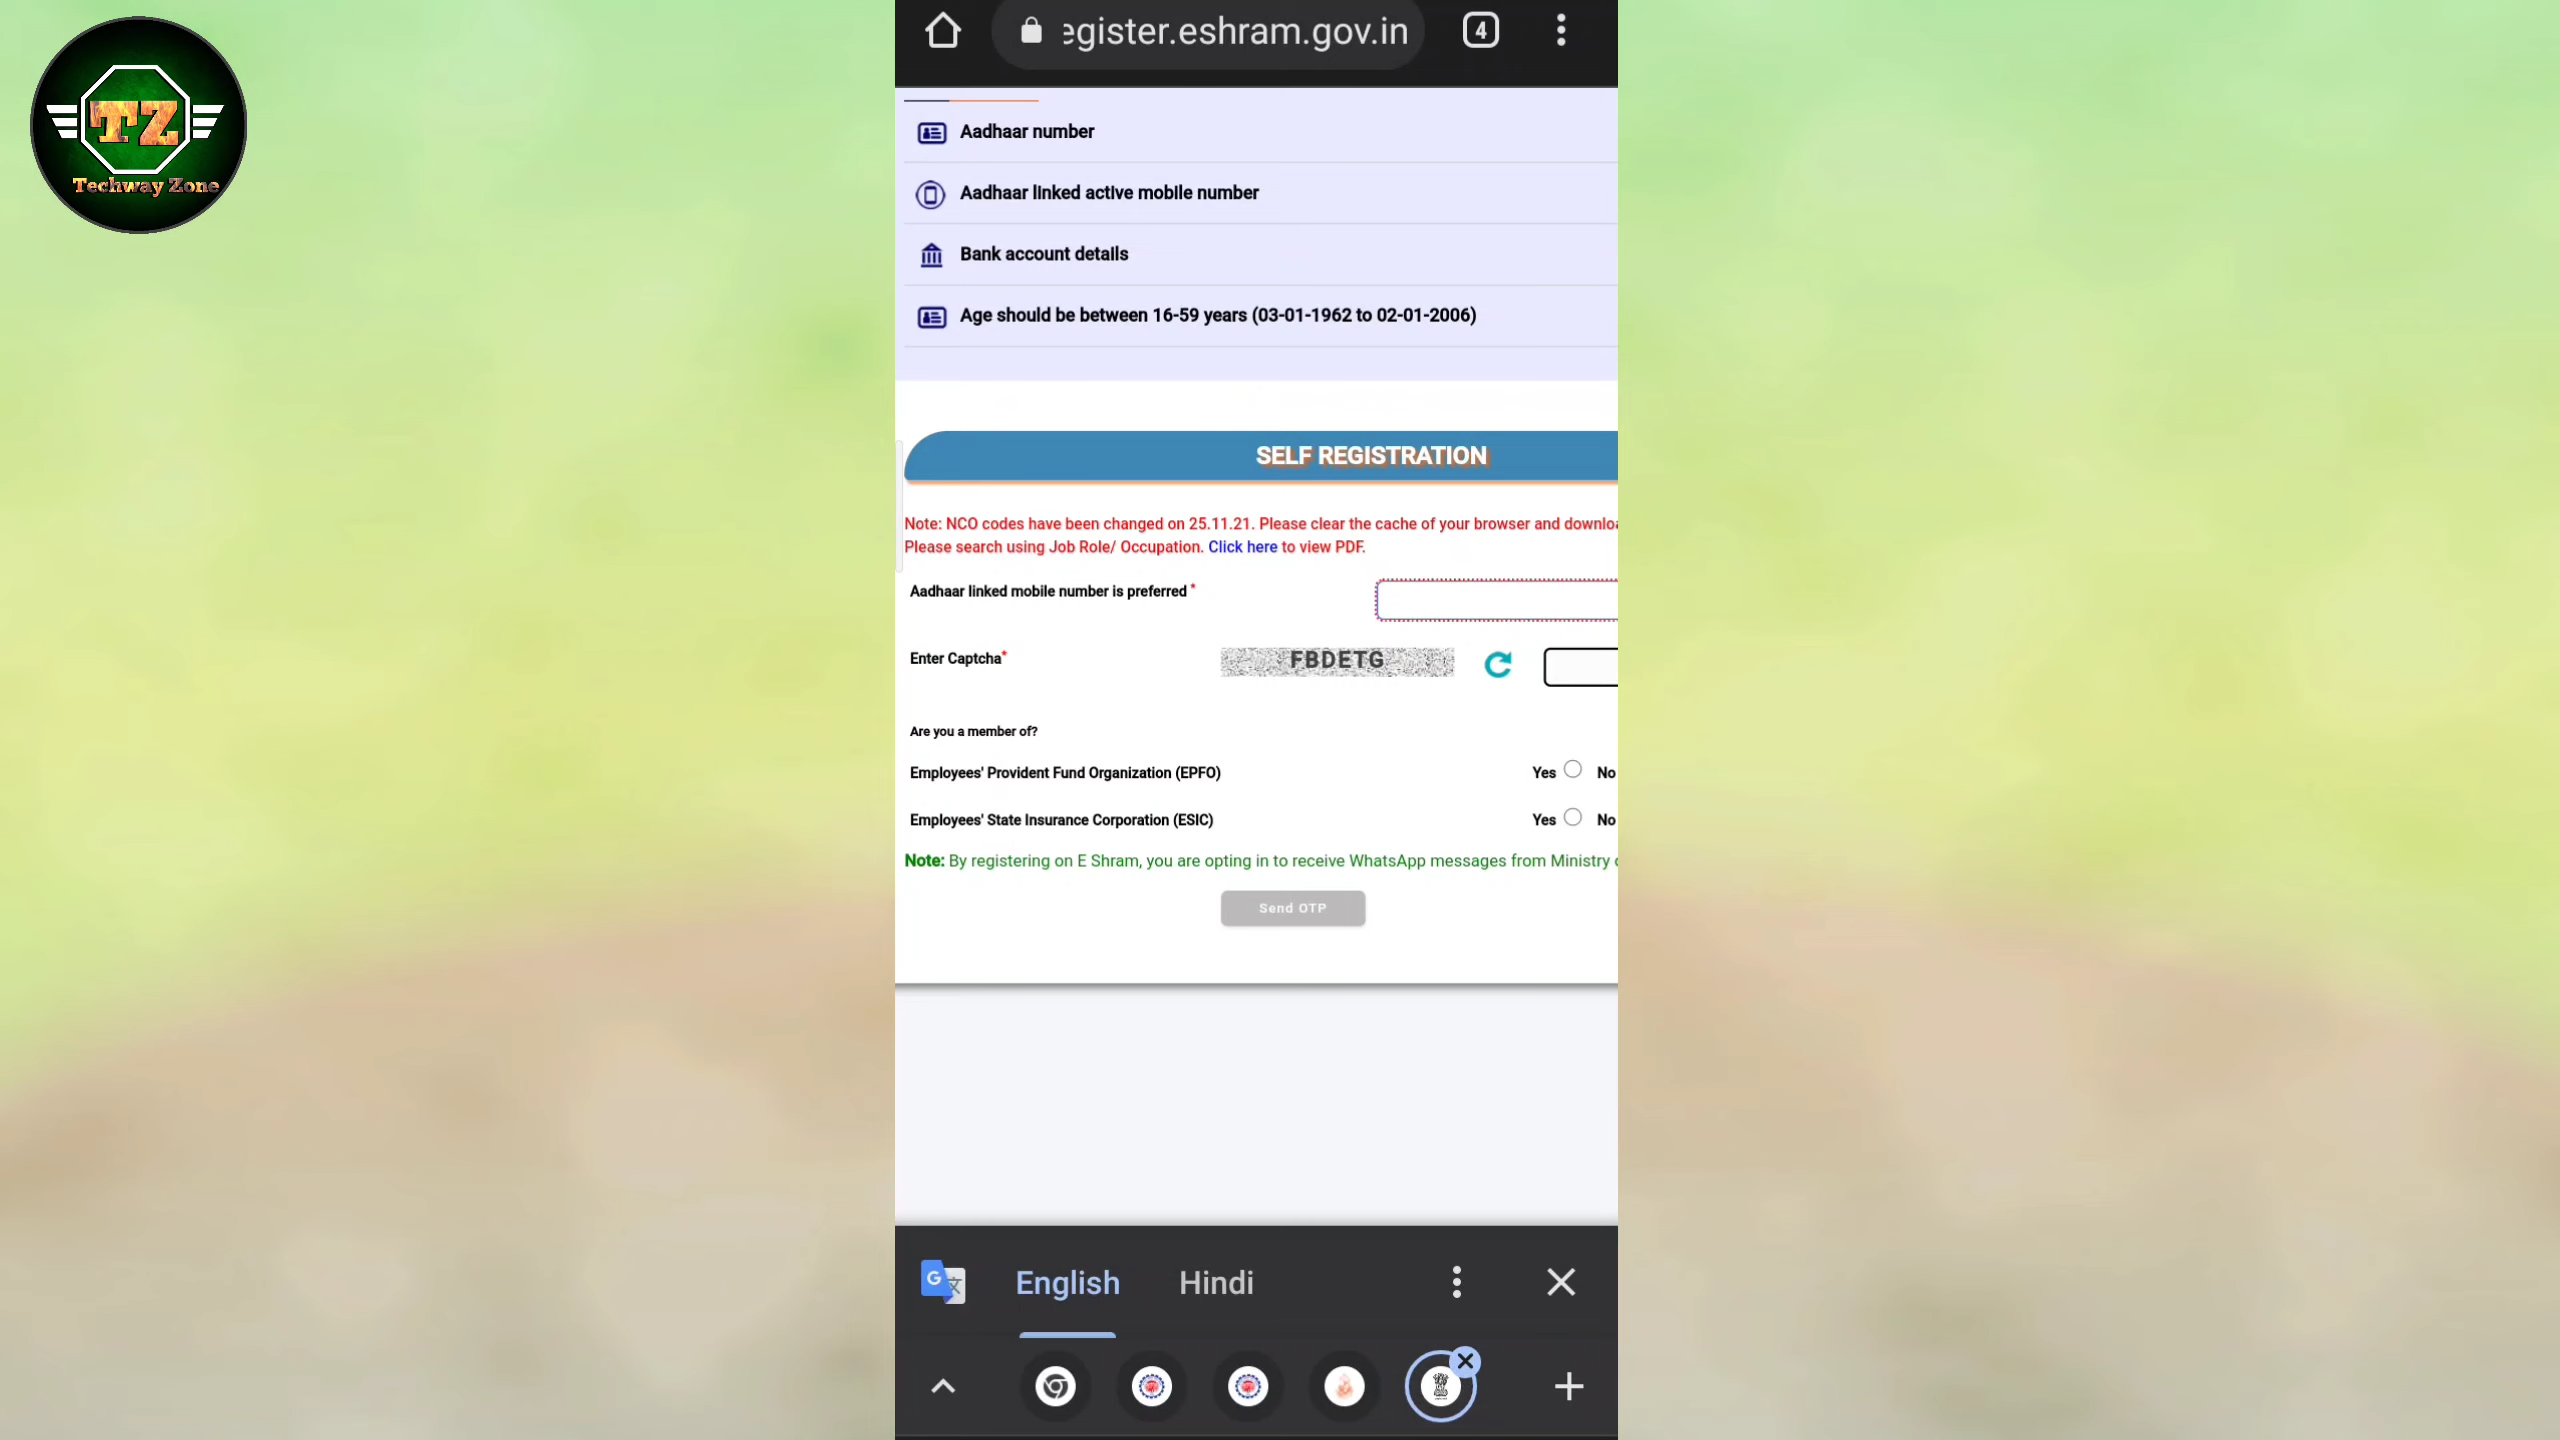 TZ
Techway Zone
egister.eshram.gov.in
4
Aadhaar number
Aadhaar linked active mobile number
Bank account details
Age should be between 16-59 years (03-01-1962 to 02-01-2006)
SELF REGISTRATION
Note: NCO codes have been changed on 25.11.21. Please clear the cache of your browser and downloa
Please search using Job Role/ Occupation. Click here to view PDF.
Aadhaar linked mobile number is preferred *
Enter Captcha*
FBDETG
Are you a member of?
Employees' Provident Fund Organization (EPFO) Yes No
Employees' State Insurance Corporation (ESIC) Yes No
Note: By registering on E Shram, you are opting in to receive WhatsApp messages from Ministry
Send OTP
English Hindi